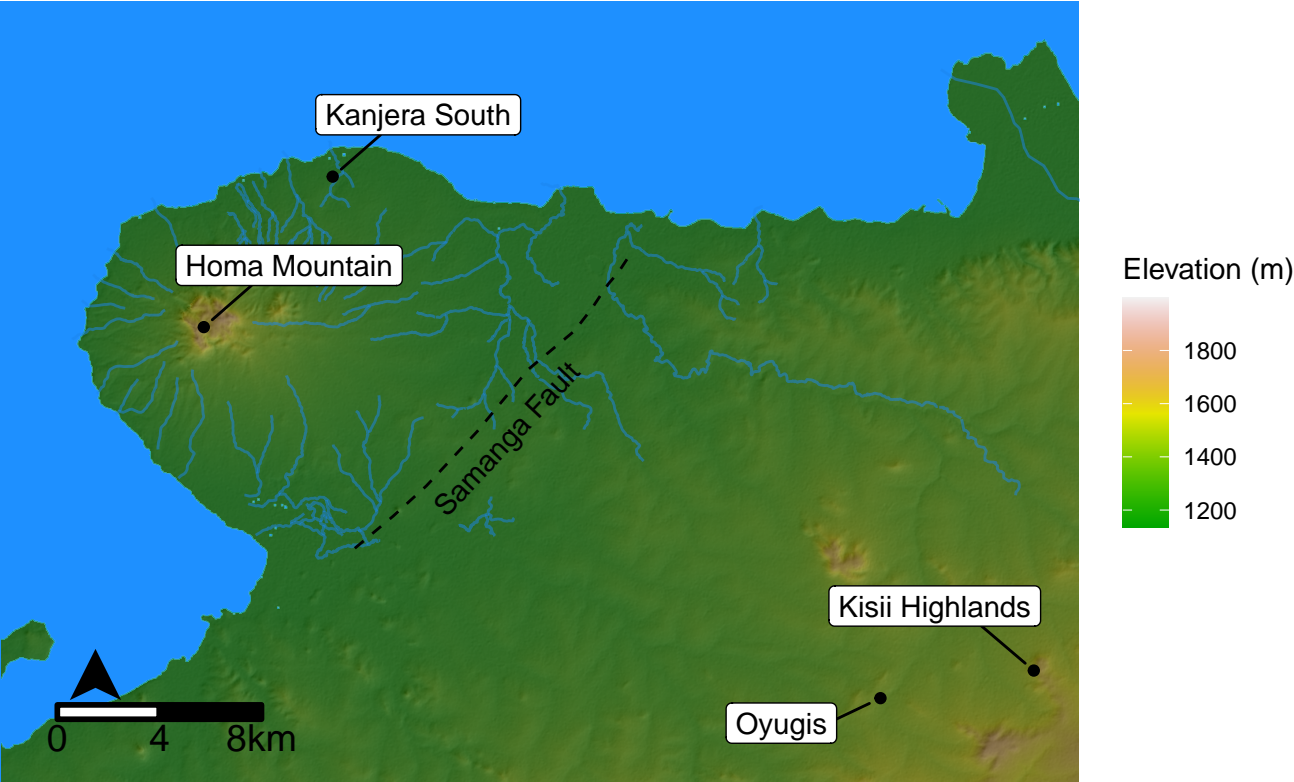 Kanjera South
Homa Mountain
Elevation (m)
1800
1600
1400
1200
Samanga Fault
Kisii Highlands
Oyugis
0 4 8km